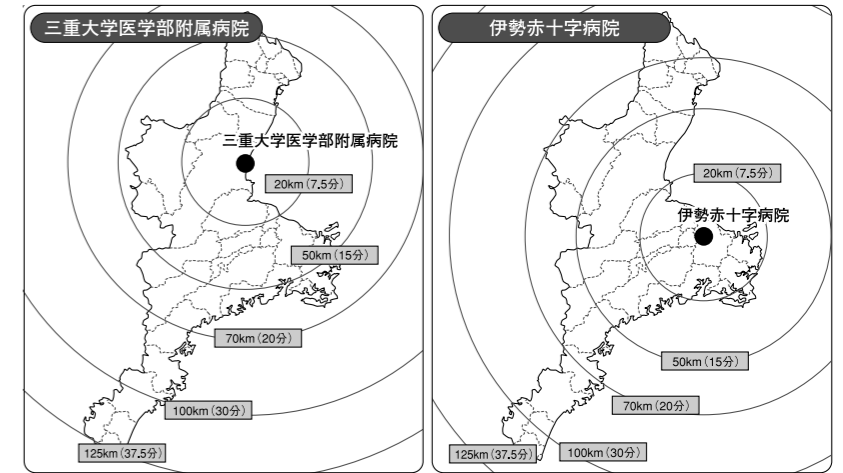 三重大学医学部附属病院
三重大学医学部附属病院
20km（7.5分）
50km（15分）
70km（20分）
100km（30分）
125km（37.5分）
伊勢赤十字病院
20km（7.5分）
伊勢赤十字病院
50km（15分）
70km（20分）
100km（30分）
125km（37.5分）